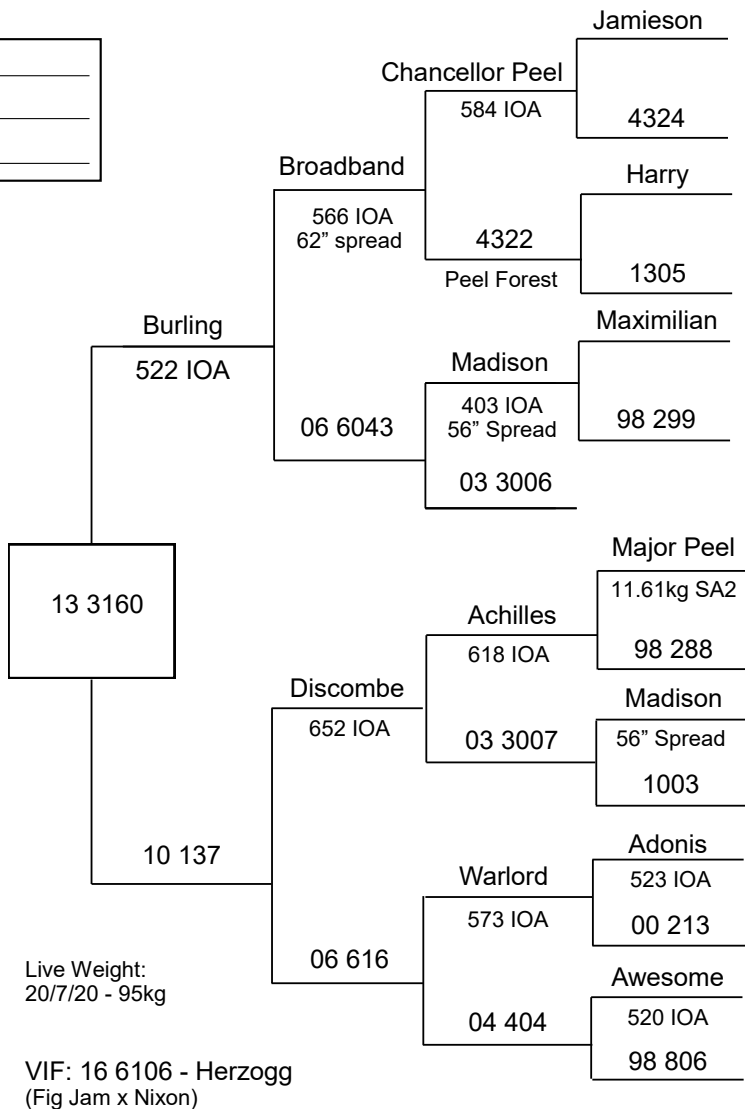 Jamieson
Chancellor Peel
584 IOA
4324
Broadband
Harry
566 IOA
62” spread
4322
Peel Forest
1305
Burling
522 IOA
Maximilian
Madison
403 IOA
56” Spread
06 6043
98 299
03 3006
13 3160
Major Peel
11.61kg SA2
Achilles
618 IOA
98 288
Discombe
652 IOA
Madison
03 3007
56” Spread
1003
10 137
Adonis
Warlord
523 IOA
573 IOA
00 213
06 616
Awesome
04 404
520 IOA
98 806
Live Weight:
20/7/20 - 95kg
VIF: 16 6106 - Herzogg
(Fig Jam x Nixon)